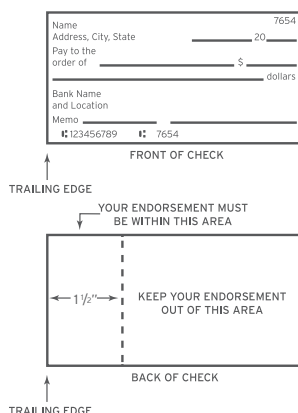 Name 7654
Address, City, State 20
Pay to the
order of $
dollars
Bank Name
and Location
Memo
⑆123456789 ⑆ 7654
FRONT OF CHECK
TRAILING EDGE
YOUR ENDORSEMENT MUST
BE WITHIN THIS AREA
1 1/2"
KEEP YOUR ENDORSEMENT
OUT OF THIS AREA
BACK OF CHECK
TRAILING EDGE